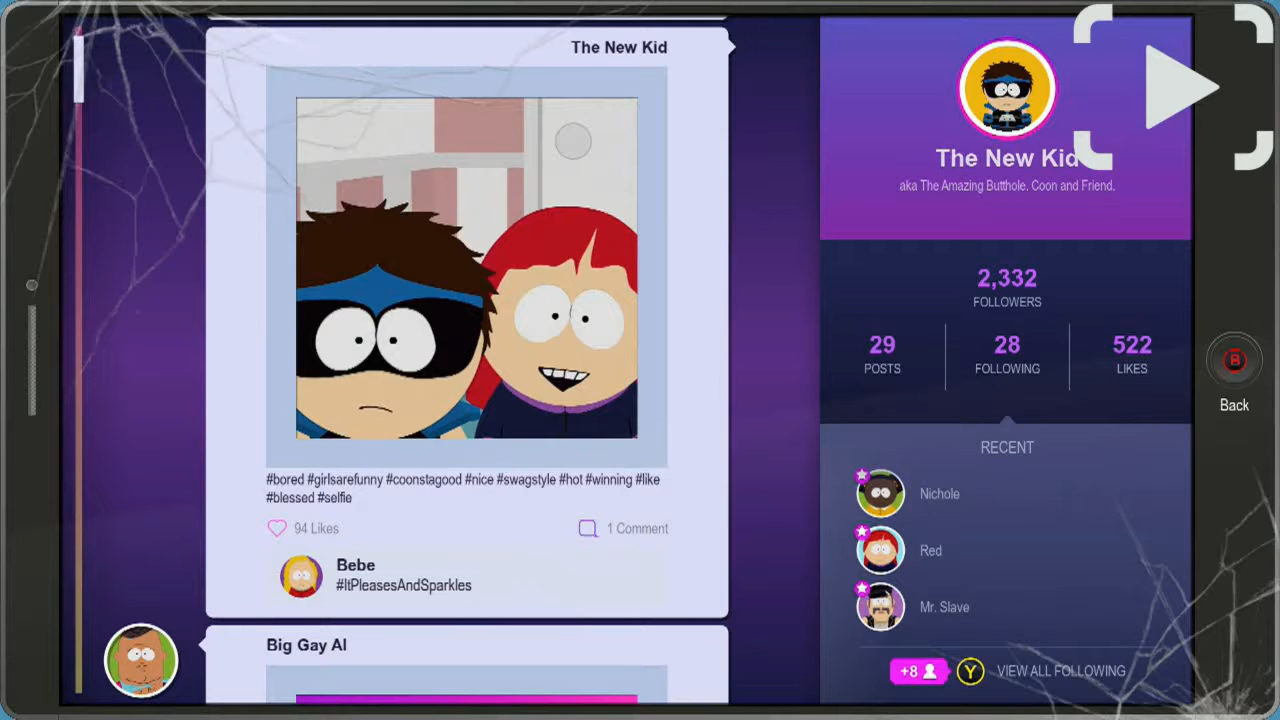 The New Kid
#bored #girlsarefunny #coonstagood #nice #swagstyle #hot #winning #like
#blessed #selfie
94 Likes
1 Comment
Bebe
#ItPleasesAndSparkles
Big Gay Al
The New Kid
aka The Amazing Butthole. Coon and Friend.
2,332
FOLLOWERS
29
POSTS
28
FOLLOWING
522
LIKES
RECENT
Nichole
Red
Mr. Slave
+8
Y
VIEW ALL FOLLOWING
B
Back